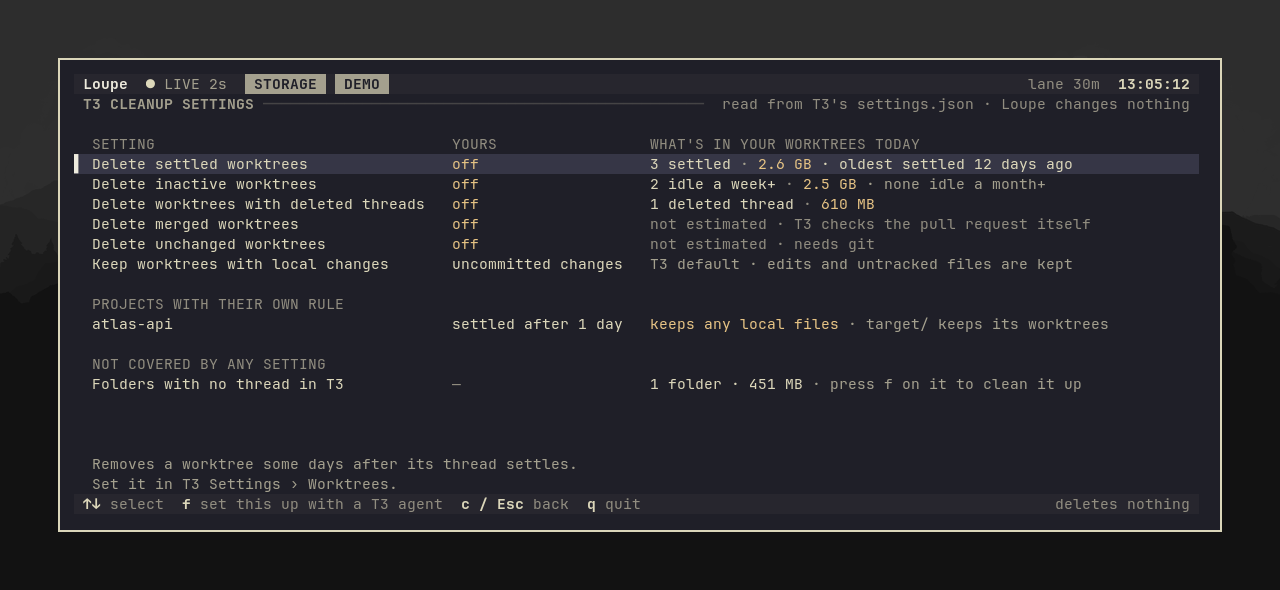 Loupe ● LIVE 2s STORAGE DEMO lane 30m 13:05:12
T3 CLEANUP SETTINGS read from T3's settings.json · Loupe changes nothing
SETTING YOURS WHAT'S IN YOUR WORKTREES TODAY
Delete settled worktrees off 3 settled · 2.6 GB · oldest settled 12 days ago
Delete inactive worktrees off 2 idle a week+ · 2.5 GB · none idle a month+
Delete worktrees with deleted threads off 1 deleted thread · 610 MB
Delete merged worktrees off not estimated · T3 checks the pull request itself
Delete unchanged worktrees off not estimated · needs git
Keep worktrees with local changes uncommitted changes T3 default · edits and untracked files are kept
PROJECTS WITH THEIR OWN RULE
atlas-api settled after 1 day keeps any local files · target/ keeps its worktrees
NOT COVERED BY ANY SETTING
Folders with no thread in T3 — 1 folder · 451 MB · press f on it to clean it up
Removes a worktree some days after its thread settles.
Set it in T3 Settings › Worktrees.
↑↓ select f set this up with a T3 agent c / Esc back q quit deletes nothing